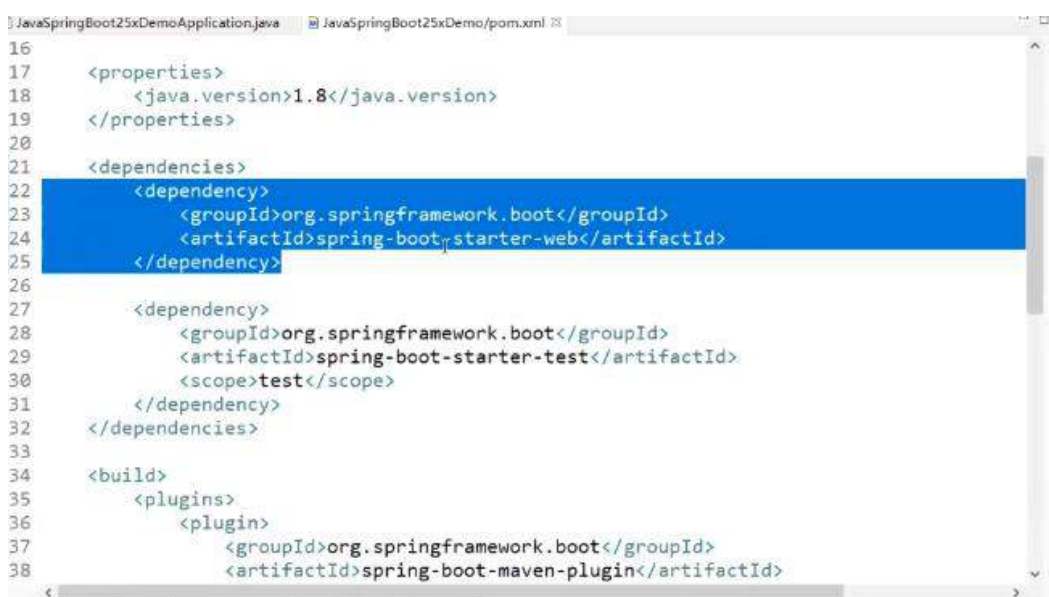 JavaSpringBoot25xDemoApplication.java JavaSpringBoot25xDemo/pom.xml
16
17 <properties>
18 <java.version>1.8</java.version>
19 </properties>
20
21 <dependencies>
22 <dependency>
23 <groupId>org.springframework.boot</groupId>
24 <artifactId>spring-boot-starter-web</artifactId>
25 </dependency>
26
27 <dependency>
28 <groupId>org.springframework.boot</groupId>
29 <artifactId>spring-boot-starter-test</artifactId>
30 <scope>test</scope>
31 </dependency>
32 </dependencies>
33
34 <build>
35 <plugins>
36 <plugin>
37 <groupId>org.springframework.boot</groupId>
38 <artifactId>spring-boot-maven-plugin</artifactId>